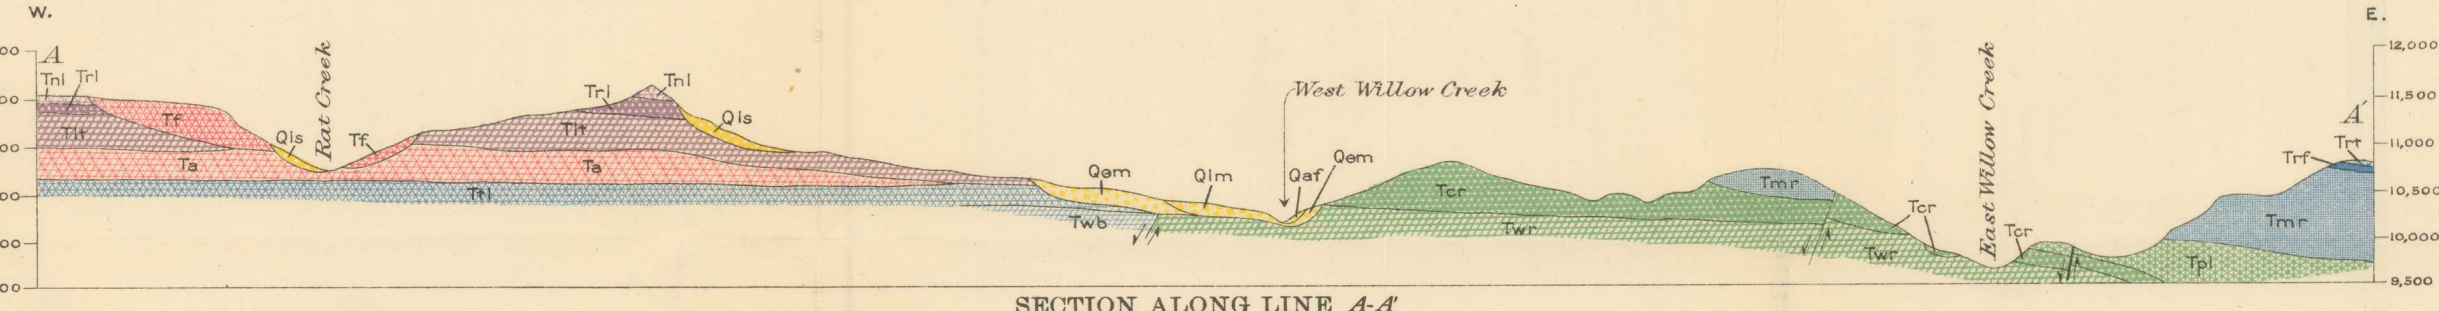 W.
E.
A
A'
12,000
11,500
11,000
10,500
10,000
9,500
Tnl Trl
Tf
Tlt
Ta
Qls
Rat Creek
Tf
Tlt
Ta
Ttl
Trl
Tnl
Qls
Qem
Qlm
Twb
West Willow Creek
Qaf
Qem
Tcr
Twr
Tmr
Tcr
Twr
East Willow Creek
Tcr
Tpl
Tmr
Trf
Trt
SECTION ALONG LINE A-A'